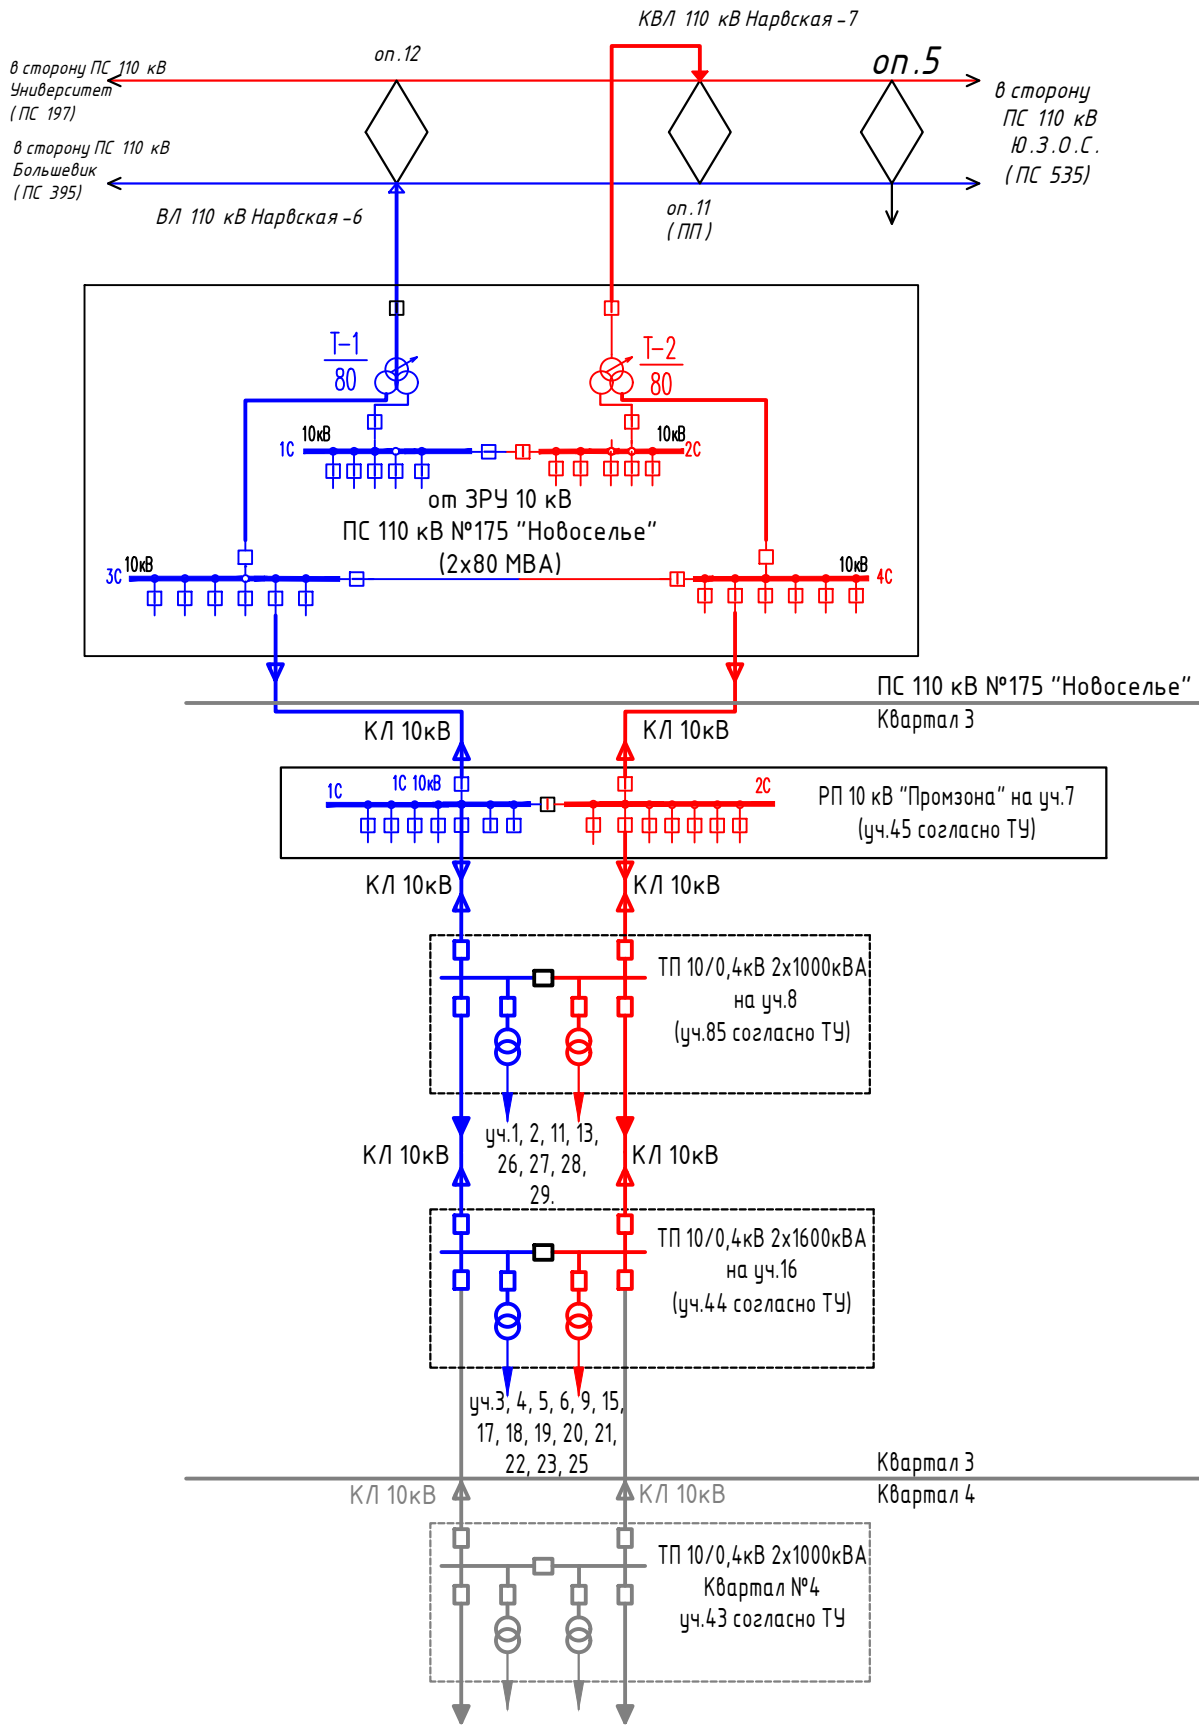 КВЛ 110 кВ Нарвская -7
оп.12
оп.5
в сторону ПС 110 кВ
Университет
(ПС 197)
в сторону
ПС 110 кВ
Ю.З.О.С.
(ПС 535)
в сторону ПС 110 кВ
Большевик
(ПС 395)
ВЛ 110 кВ Нарвская -6
оп.11
(ПП)
Т-1
80
Т-2
80
1С
10кВ
10кВ
2С
от ЗРУ 10 кВ
ПС 110 кВ №175 "Новоселье"
(2х80 МВА)
3С
10кВ
10кВ
4С
ПС 110 кВ №175 "Новоселье"
Квартал 3
КЛ 10кВ
КЛ 10кВ
1С
1С 10кВ
2С
РП 10 кВ "Промзона" на уч.7
(уч.45 согласно ТУ)
КЛ 10кВ
КЛ 10кВ
ТП 10/0,4кВ 2х1000кВА
на уч.8
(уч.85 согласно ТУ)
уч.1, 2, 11, 13,
26, 27, 28,
29.
КЛ 10кВ
КЛ 10кВ
ТП 10/0,4кВ 2х1600кВА
на уч.16
(уч.44 согласно ТУ)
уч.3, 4, 5, 6, 9, 15,
17, 18, 19, 20, 21,
22, 23, 25
Квартал 3
Квартал 4
КЛ 10кВ
КЛ 10кВ
ТП 10/0,4кВ 2х1000кВА
Квартал №4
уч.43 согласно ТУ